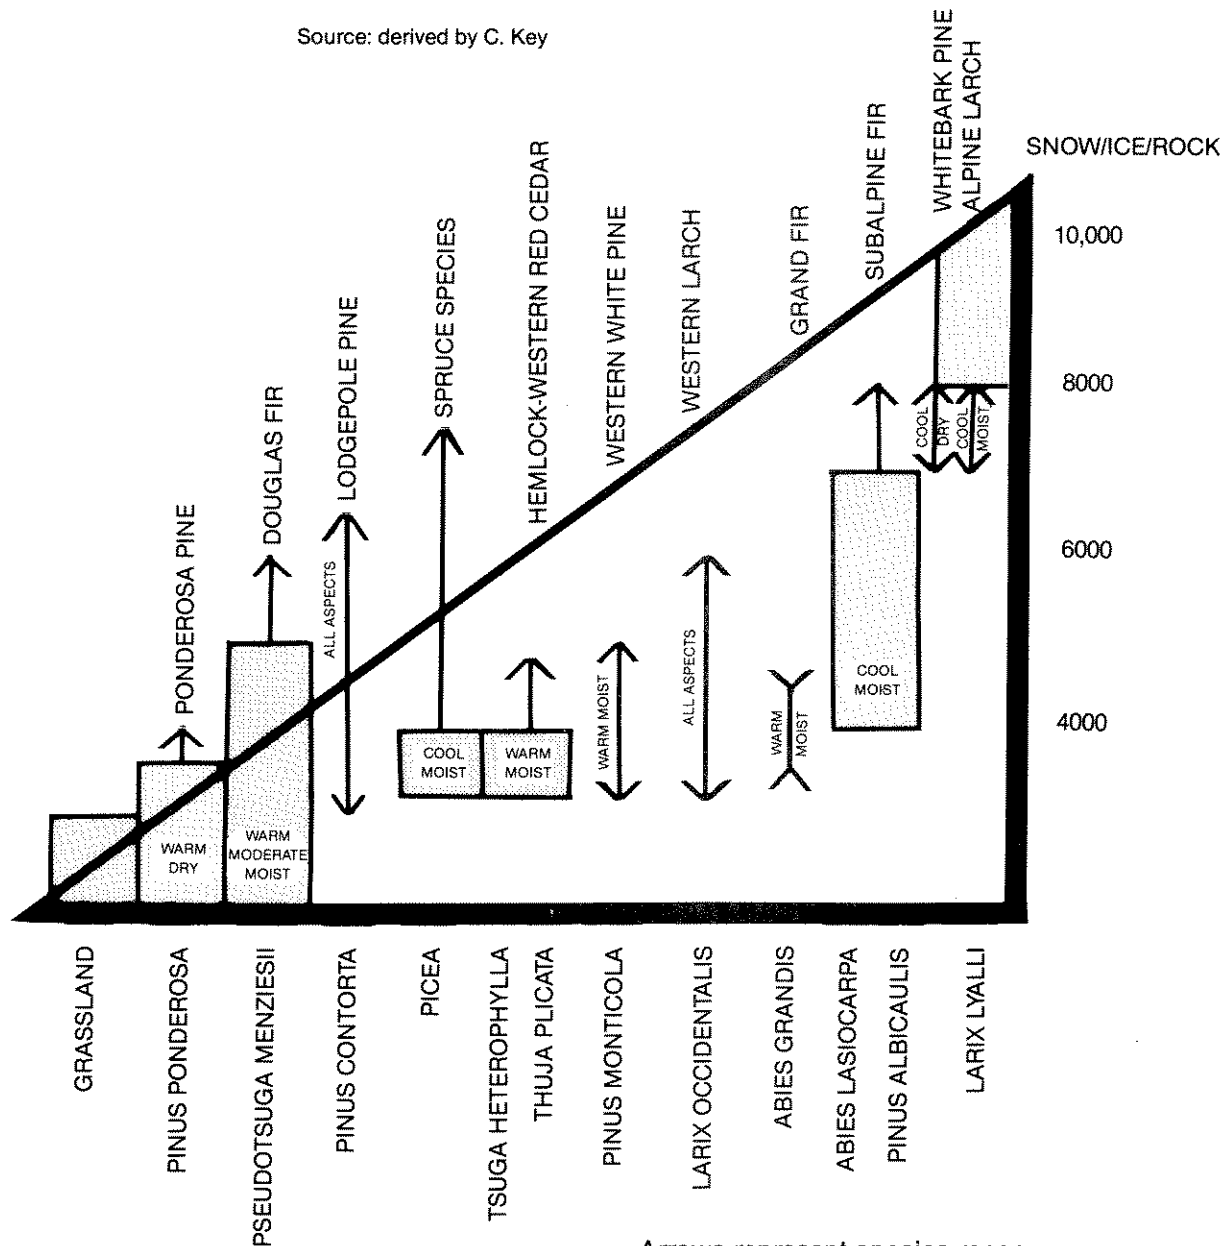 Source: derived by C. Key
PONDEROSA PINE
DOUGLAS FIR
LODGEPOLE PINE
SPRUCE SPECIES
HEMLOCK-WESTERN RED CEDAR
WESTERN WHITE PINE
WESTERN LARCH
GRAND FIR
SUBALPINE FIR
WHITEBARK PINE
ALPINE LARCH
SNOW/ICE/ROCK
10,000
8000
6000
4000
WARM
DRY
WARM
MODERATE
MOIST
ALL ASPECTS
COOL
MOIST
WARM
MOIST
WARM MOIST
ALL ASPECTS
WARM
MOIST
COOL
MOIST
COOL
DRY
COOL
MOIST
GRASSLAND
PINUS PONDEROSA
PSEUDOTSUGA MENZIESII
PINUS CONTORTA
PICEA
TSUGA HETEROPHYLLA
THUJA PLICATA
PINUS MONTICOLA
LARIX OCCIDENTALIS
ABIES GRANDIS
ABIES LASIOCARPA
PINUS ALBICAULIS
LARIX LYALLI